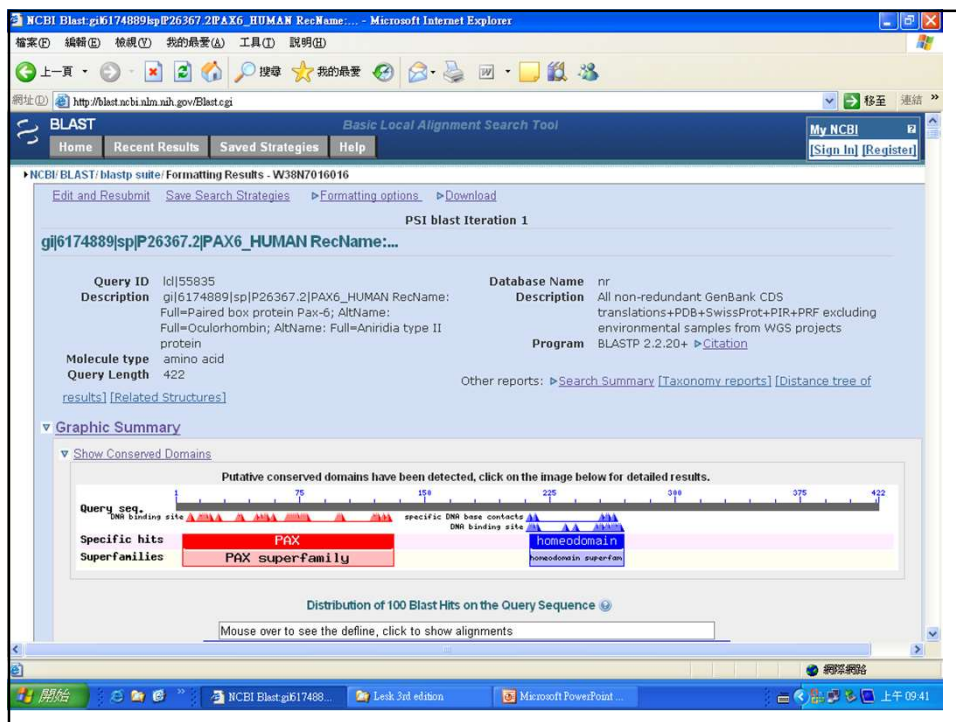 NCBI Blast:gi|6174889|sp|P26367.2|PAX6_HUMAN RecName:... - Microsoft Internet Explorer
檔案(F) 編輯(E) 檢視(V) 我的最愛(A) 工具(T) 說明(H)
上一頁 搜尋 我的最愛
網址(D) http://blast.ncbi.nlm.nih.gov/Blast.cgi 移至 連結 »
BLAST Basic Local Alignment Search Tool My NCBI
Home Recent Results Saved Strategies Help [Sign In] [Register]
NCBI/ BLAST/ blastp suite/ Formatting Results - W38N7016016
Edit and Resubmit Save Search Strategies Formatting options Download
PSI blast Iteration 1
gi|6174889|sp|P26367.2|PAX6_HUMAN RecName:...
Query ID lcl|55835
Description gi|6174889|sp|P26367.2|PAX6_HUMAN RecName:
Full=Paired box protein Pax-6; AltName:
Full=Oculorhombin; AltName: Full=Aniridia type II
protein
Molecule type amino acid
Query Length 422
Database Name nr
Description All non-redundant GenBank CDS
translations+PDB+SwissProt+PIR+PRF excluding
environmental samples from WGS projects
Program BLASTP 2.2.20+ Citation
Other reports: Search Summary [Taxonomy reports] [Distance tree of
results] [Related Structures]
Graphic Summary
Show Conserved Domains
Putative conserved domains have been detected, click on the image below for detailed results.
1 75 150 225 300 375 422
Query seq.
DNA binding site specific DNA base contacts
DNA binding site
Specific hits PAX homeodomain
Superfamilies PAX superfamily homeodomain superfam
Distribution of 100 Blast Hits on the Query Sequence
Mouse over to see the defline, click to show alignments
網際網路
開始 » NCBI Blast:gi|617488... Lesk 3rd edition Microsoft PowerPoint ... 上午 09:41